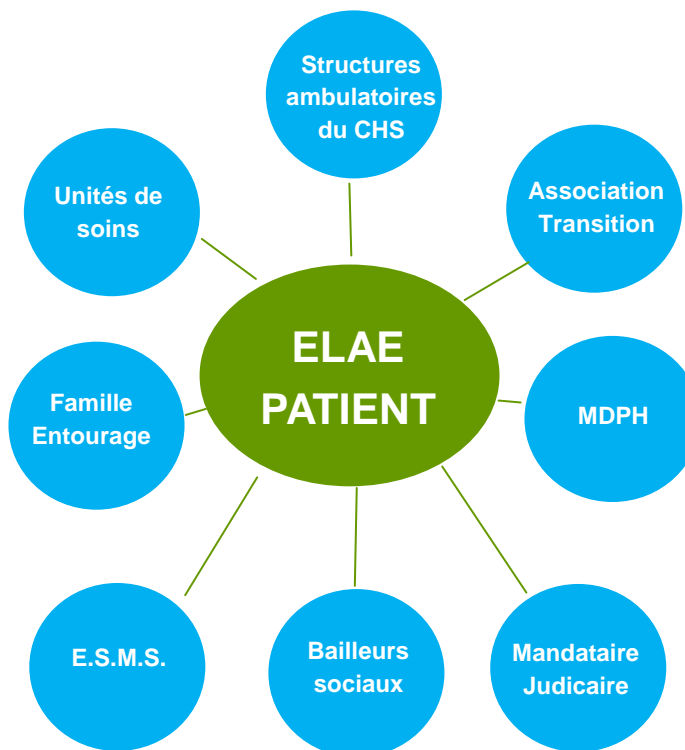 Structures
ambulatoires
du CHS
Unités de
soins
Association
Transition
ELAE
PATIENT
Famille
Entourage
MDPH
E.S.M.S.
Bailleurs
sociaux
Mandataire
Judicaire